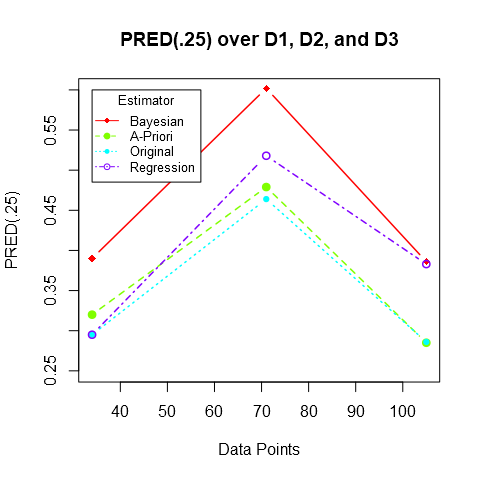 PRED(.25) over D1, D2, and D3
Estimator
Bayesian
A-Priori
Original
Regression
PRED(.25)
0.55
0.45
0.35
0.25
40 50 60 70 80 90 100
Data Points